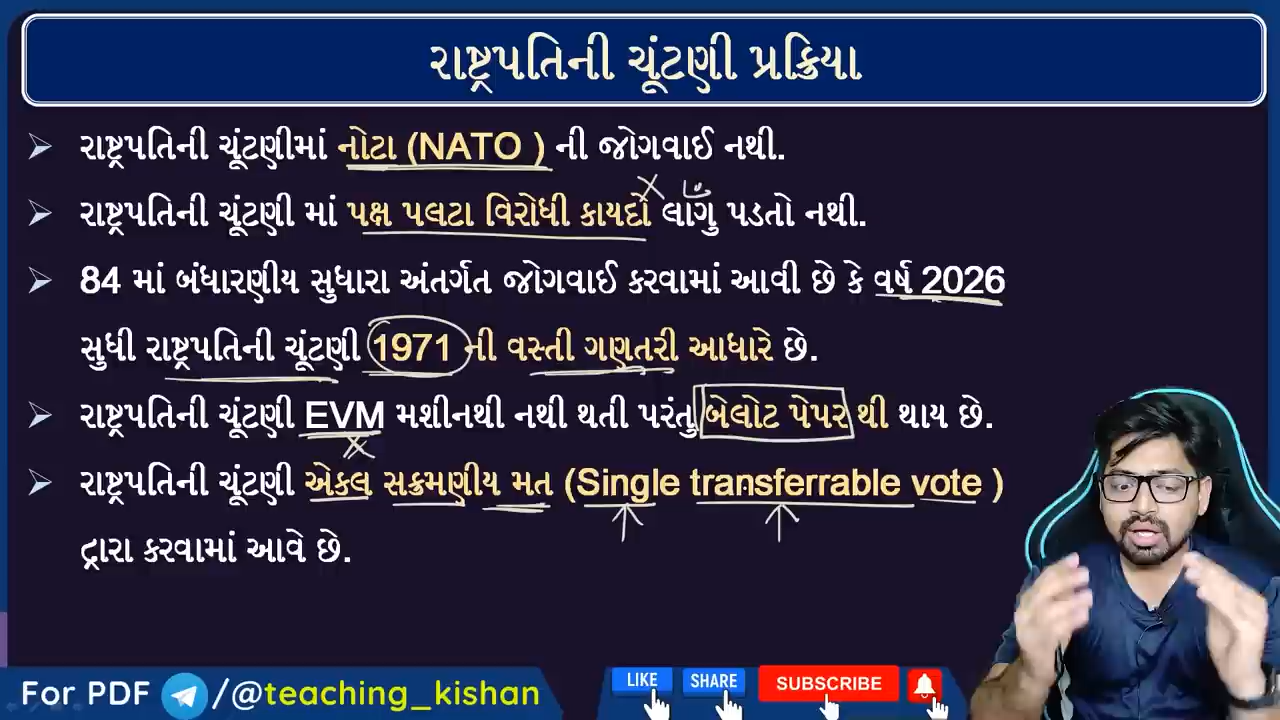 રાષ્ટ્રપતિની ચૂંટણી પ્રક્રિયા
રાષ્ટ્રપતિની ચૂંટણીમાં નોટા (NATO ) ની જોગવાઈ નથી.
રાષ્ટ્રપતિની ચૂંટણી માં પક્ષ પલટા વિરોધી કાયદો લાગુ પડતો નથી.
84 માં બંધારણીય સુધારા અંતર્ગત જોગવાઈ કરવામાં આવી છે કે વર્ષ 2026
સુધી રાષ્ટ્રપતિની ચૂંટણી 1971 ની વસ્તી ગણતરી આધારે છે.
રાષ્ટ્રપતિની ચૂંટણી EVM મશીનથી નથી થતી પરંતુ બેલોટ પેપર થી થાય છે.
રાષ્ટ્રપતિની ચૂંટણી એકલ સક્રમણીય મત (Single transferrable vote )
દ્રારા કરવામાં આવે છે.
For PDF /@teaching_kishan
LIKE SHARE SUBSCRIBE